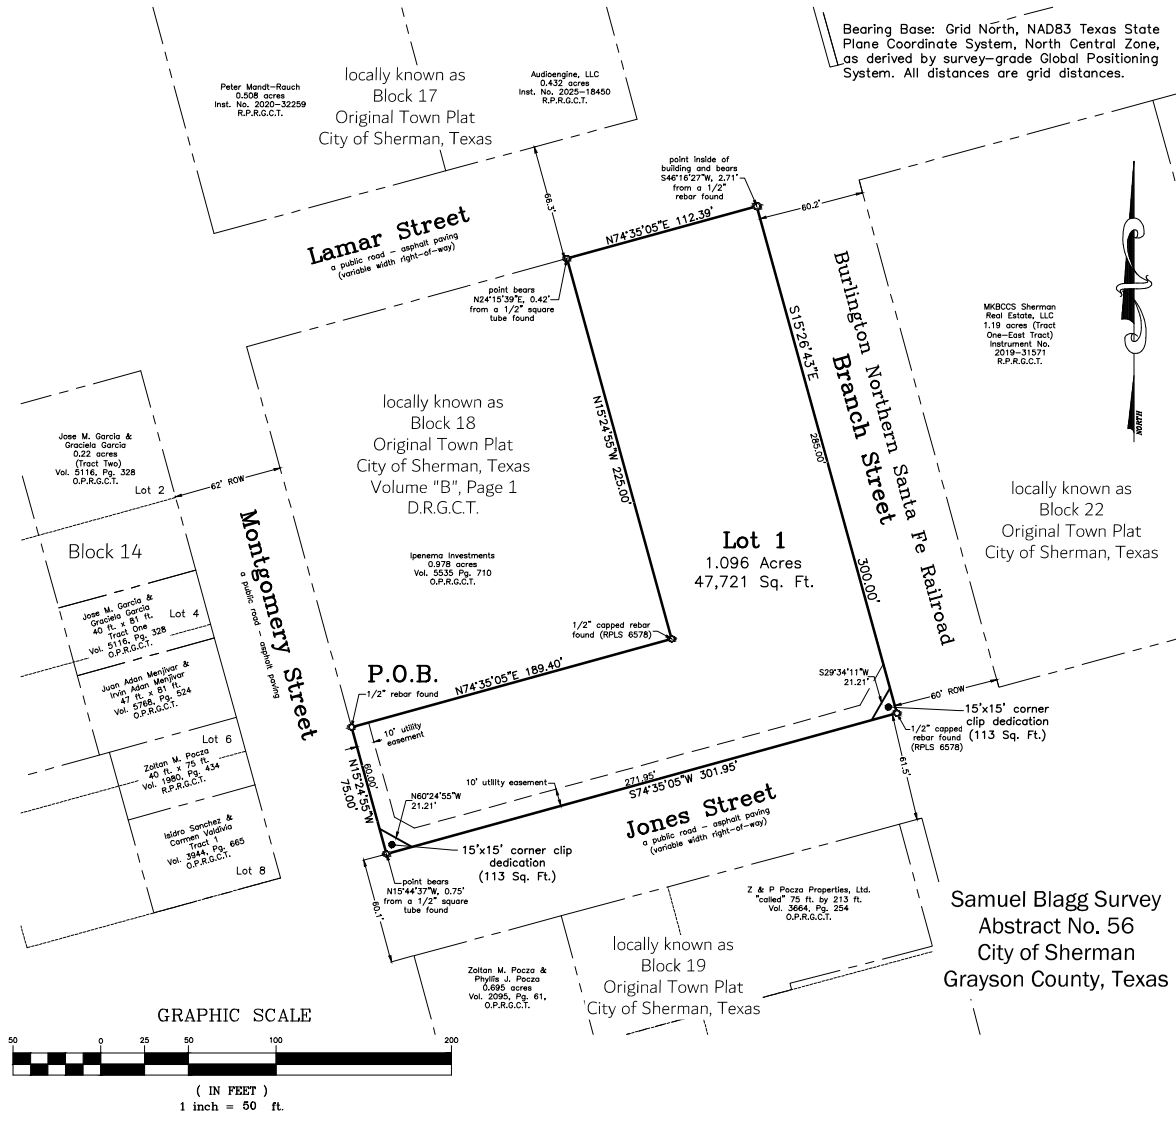 Bearing Base: Grid North, NAD83 Texas State
Plane Coordinate System, North Central Zone,
as derived by survey-grade Global Positioning
System. All distances are grid distances.
Peter Mandt-Rauch
0.508 acres
Inst. No. 2020-32259
R.P.R.G.C.T.
locally known as
Block 17
Original Town Plat
City of Sherman, Texas
Audioengine, LLC
0.432 acres
Inst. No. 2025-18450
R.P.R.G.C.T.
Lamar Street
a public road - asphalt paving
(variable width right-of-way)
66.3'
point inside of
building and bears
S46°16'27"W, 2.71'
from a 1/2"
rebar found
60.2'
N74°35'05"E 112.39'
point bears
N24°15'39"E, 0.42'
from a 1/2" square
tube found
Burlington Northern Santa Fe Railroad
Branch Street
S15°26'43"E
285.00'
300.00'
MKBCCS Sherman
Real Estate, LLC
1.19 acres (Tract
One-East Tract)
Instrument No.
2019-31571
R.P.R.G.C.T.
NORTH
locally known as
Block 22
Original Town Plat
City of Sherman, Texas
locally known as
Block 18
Original Town Plat
City of Sherman, Texas
Volume "B", Page 1
D.R.G.C.T.
N15°24'55"W 225.00'
Ipenema Investments
0.978 acres
Vol. 5535 Pg. 710
O.P.R.G.C.T.
Lot 1
1.096 Acres
47,721 Sq. Ft.
Jose M. Garcia &
Graciela Garcia
0.22 acres
(Tract Two)
Vol. 5116, Pg. 328
O.P.R.G.C.T.
Lot 2
62' ROW
Block 14
Montgomery Street
a public road - asphalt paving
Jose M. Garcia &
Graciela Garcia
40 ft. x 81 ft.
Tract One
Vol. 5116, Pg. 328
O.P.R.G.C.T.
Lot 4
Juan Adan Menjivar &
Irvin Adan Menjivar
47 ft. x 81 ft.
Vol. 5768, Pg. 524
O.P.R.G.C.T.
Lot 6
Zoltan M. Pocza
40 ft. x 75 ft.
Vol. 1980, Pg. 434
R.P.R.G.C.T.
Isidro Sanchez &
Carmen Valdivia
Tract 1
Vol. 3944, Pg. 665
O.P.R.G.C.T.
Lot 8
1/2" capped rebar
found (RPLS 6578)
P.O.B.
1/2" rebar found
N74°35'05"E 189.40'
10' utility
easement
60.00'
N15°24'55"W
75.00'
N60°24'55"W
21.21'
10' utility easement
271.95'
S74°35'05"W 301.95'
S29°34'11"W
21.21'
60' ROW
15'x15' corner
clip dedication
(113 Sq. Ft.)
1/2" capped
rebar found
(RPLS 6578)
61.5'
Jones Street
a public road - asphalt paving
(variable width right-of-way)
15'x15' corner clip
dedication
(113 Sq. Ft.)
point bears
N15°44'37"W, 0.75'
from a 1/2" square
tube found
60.1'
Z & P Pocza Properties, Ltd.
"called" 75 ft. by 213 ft.
Vol. 3664, Pg. 254
O.P.R.G.C.T.
locally known as
Block 19
Original Town Plat
City of Sherman, Texas
Zoltan M. Pocza &
Phyllis J. Pocza
0.695 acres
Vol. 2095, Pg. 61,
O.P.R.G.C.T.
Samuel Blagg Survey
Abstract No. 56
City of Sherman
Grayson County, Texas
GRAPHIC SCALE
50 0 25 50 100 200
( IN FEET )
1 inch = 50 ft.